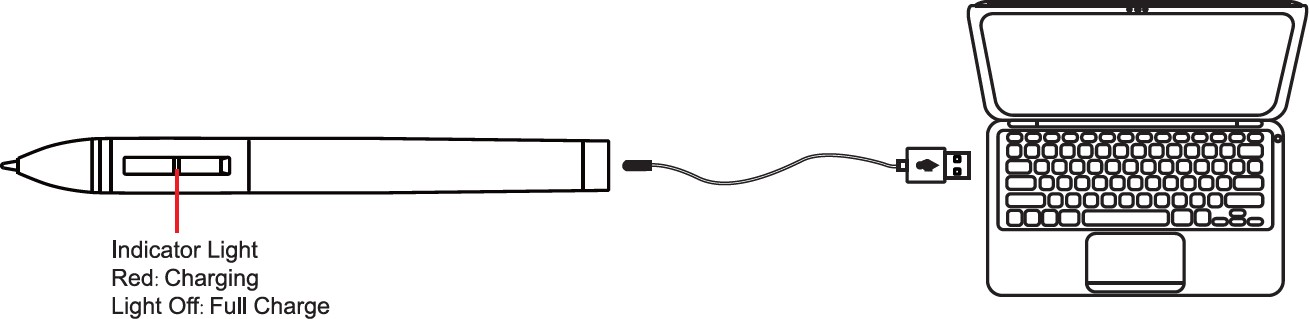 Indicator Light
Red: Charging
Light Off: Full Charge